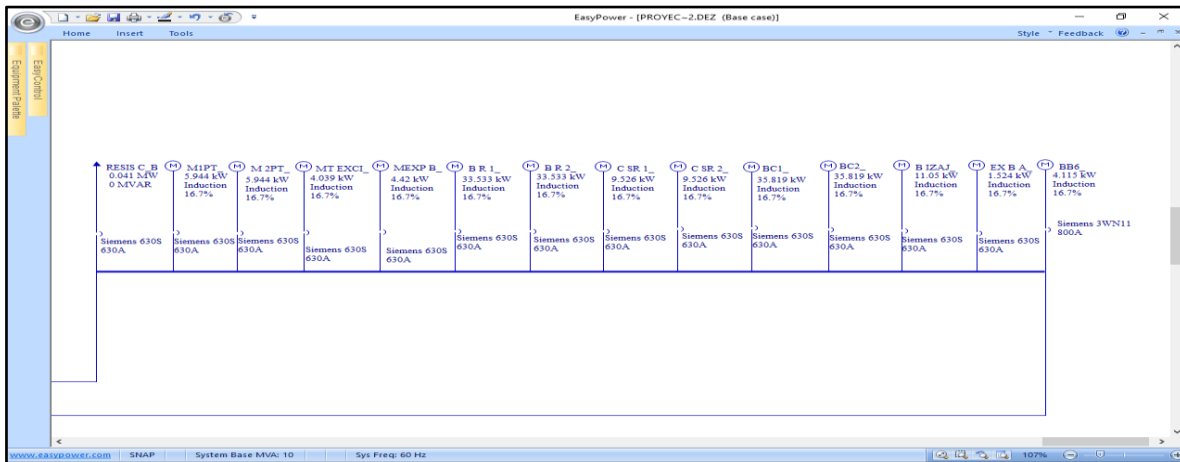 EasyPower - [PROYEC~2.DEZ (Base case)]
Home Insert Tools Style Feedback
Equipment Palette
EasyControl
RESIS C_B
0.041 MW
0 MVAR
Siemens 630S
630A
M M1PT_
5.944 kW
Induction
16.7%
Siemens 630S
630A
M M 2PT_
5.944 kW
Induction
16.7%
Siemens 630S
630A
M MT EXCI_
4.039 kW
Induction
16.7%
Siemens 630S
630A
M MEXP B_
4.42 kW
Induction
16.7%
Siemens 630S
630A
M B R 1_
33.533 kW
Induction
16.7%
Siemens 630S
630A
M B R 2_
33.533 kW
Induction
16.7%
Siemens 630S
630A
M C SR 1_
9.526 kW
Induction
16.7%
Siemens 630S
630A
M C SR 2_
9.526 kW
Induction
16.7%
Siemens 630S
630A
M BC1_
35.819 kW
Induction
16.7%
Siemens 630S
630A
M BC2_
35.819 kW
Induction
16.7%
Siemens 630S
630A
M B IZAJ_
11.05 kW
Induction
16.7%
Siemens 630S
630A
M EX B A_
1.524 kW
Induction
16.7%
Siemens 630S
630A
M BB6_
4.115 kW
Induction
16.7%
Siemens 3WN11
800A
www.easypower.com SNAP System Base MVA: 10 Sys Freq: 60 Hz 107%